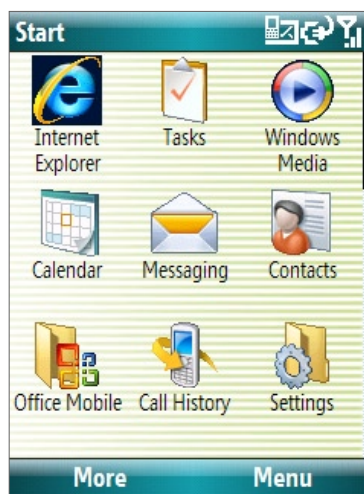 Start
Internet
Explorer
Tasks
Windows
Media
Calendar
Messaging
Contacts
Office Mobile
Call History
Settings
More
Menu